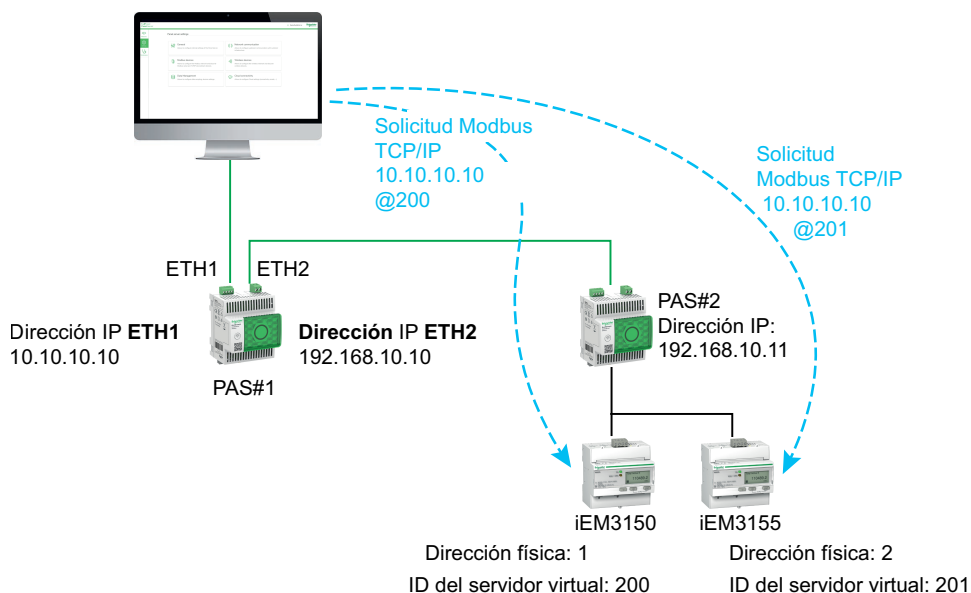 Solicitud Modbus
TCP/IP
10.10.10.10
@200
Solicitud
Modbus TCP/IP
10.10.10.10
@201
ETH1
ETH2
Dirección IP ETH1
10.10.10.10
Dirección IP ETH2
192.168.10.10
PAS#1
PAS#2
Dirección IP:
192.168.10.11
iEM3150
iEM3155
Dirección física: 1
ID del servidor virtual: 200
Dirección física: 2
ID del servidor virtual: 201